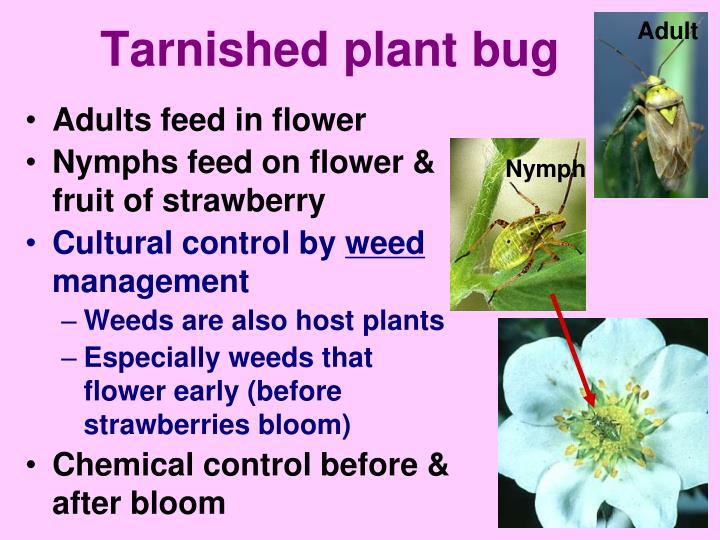 Tarnished plant bug
Adult
Nymph
• Adults feed in flower
• Nymphs feed on flower &
fruit of strawberry
• Cultural control by weed
management
– Weeds are also host plants
– Especially weeds that
flower early (before
strawberries bloom)
• Chemical control before &
after bloom